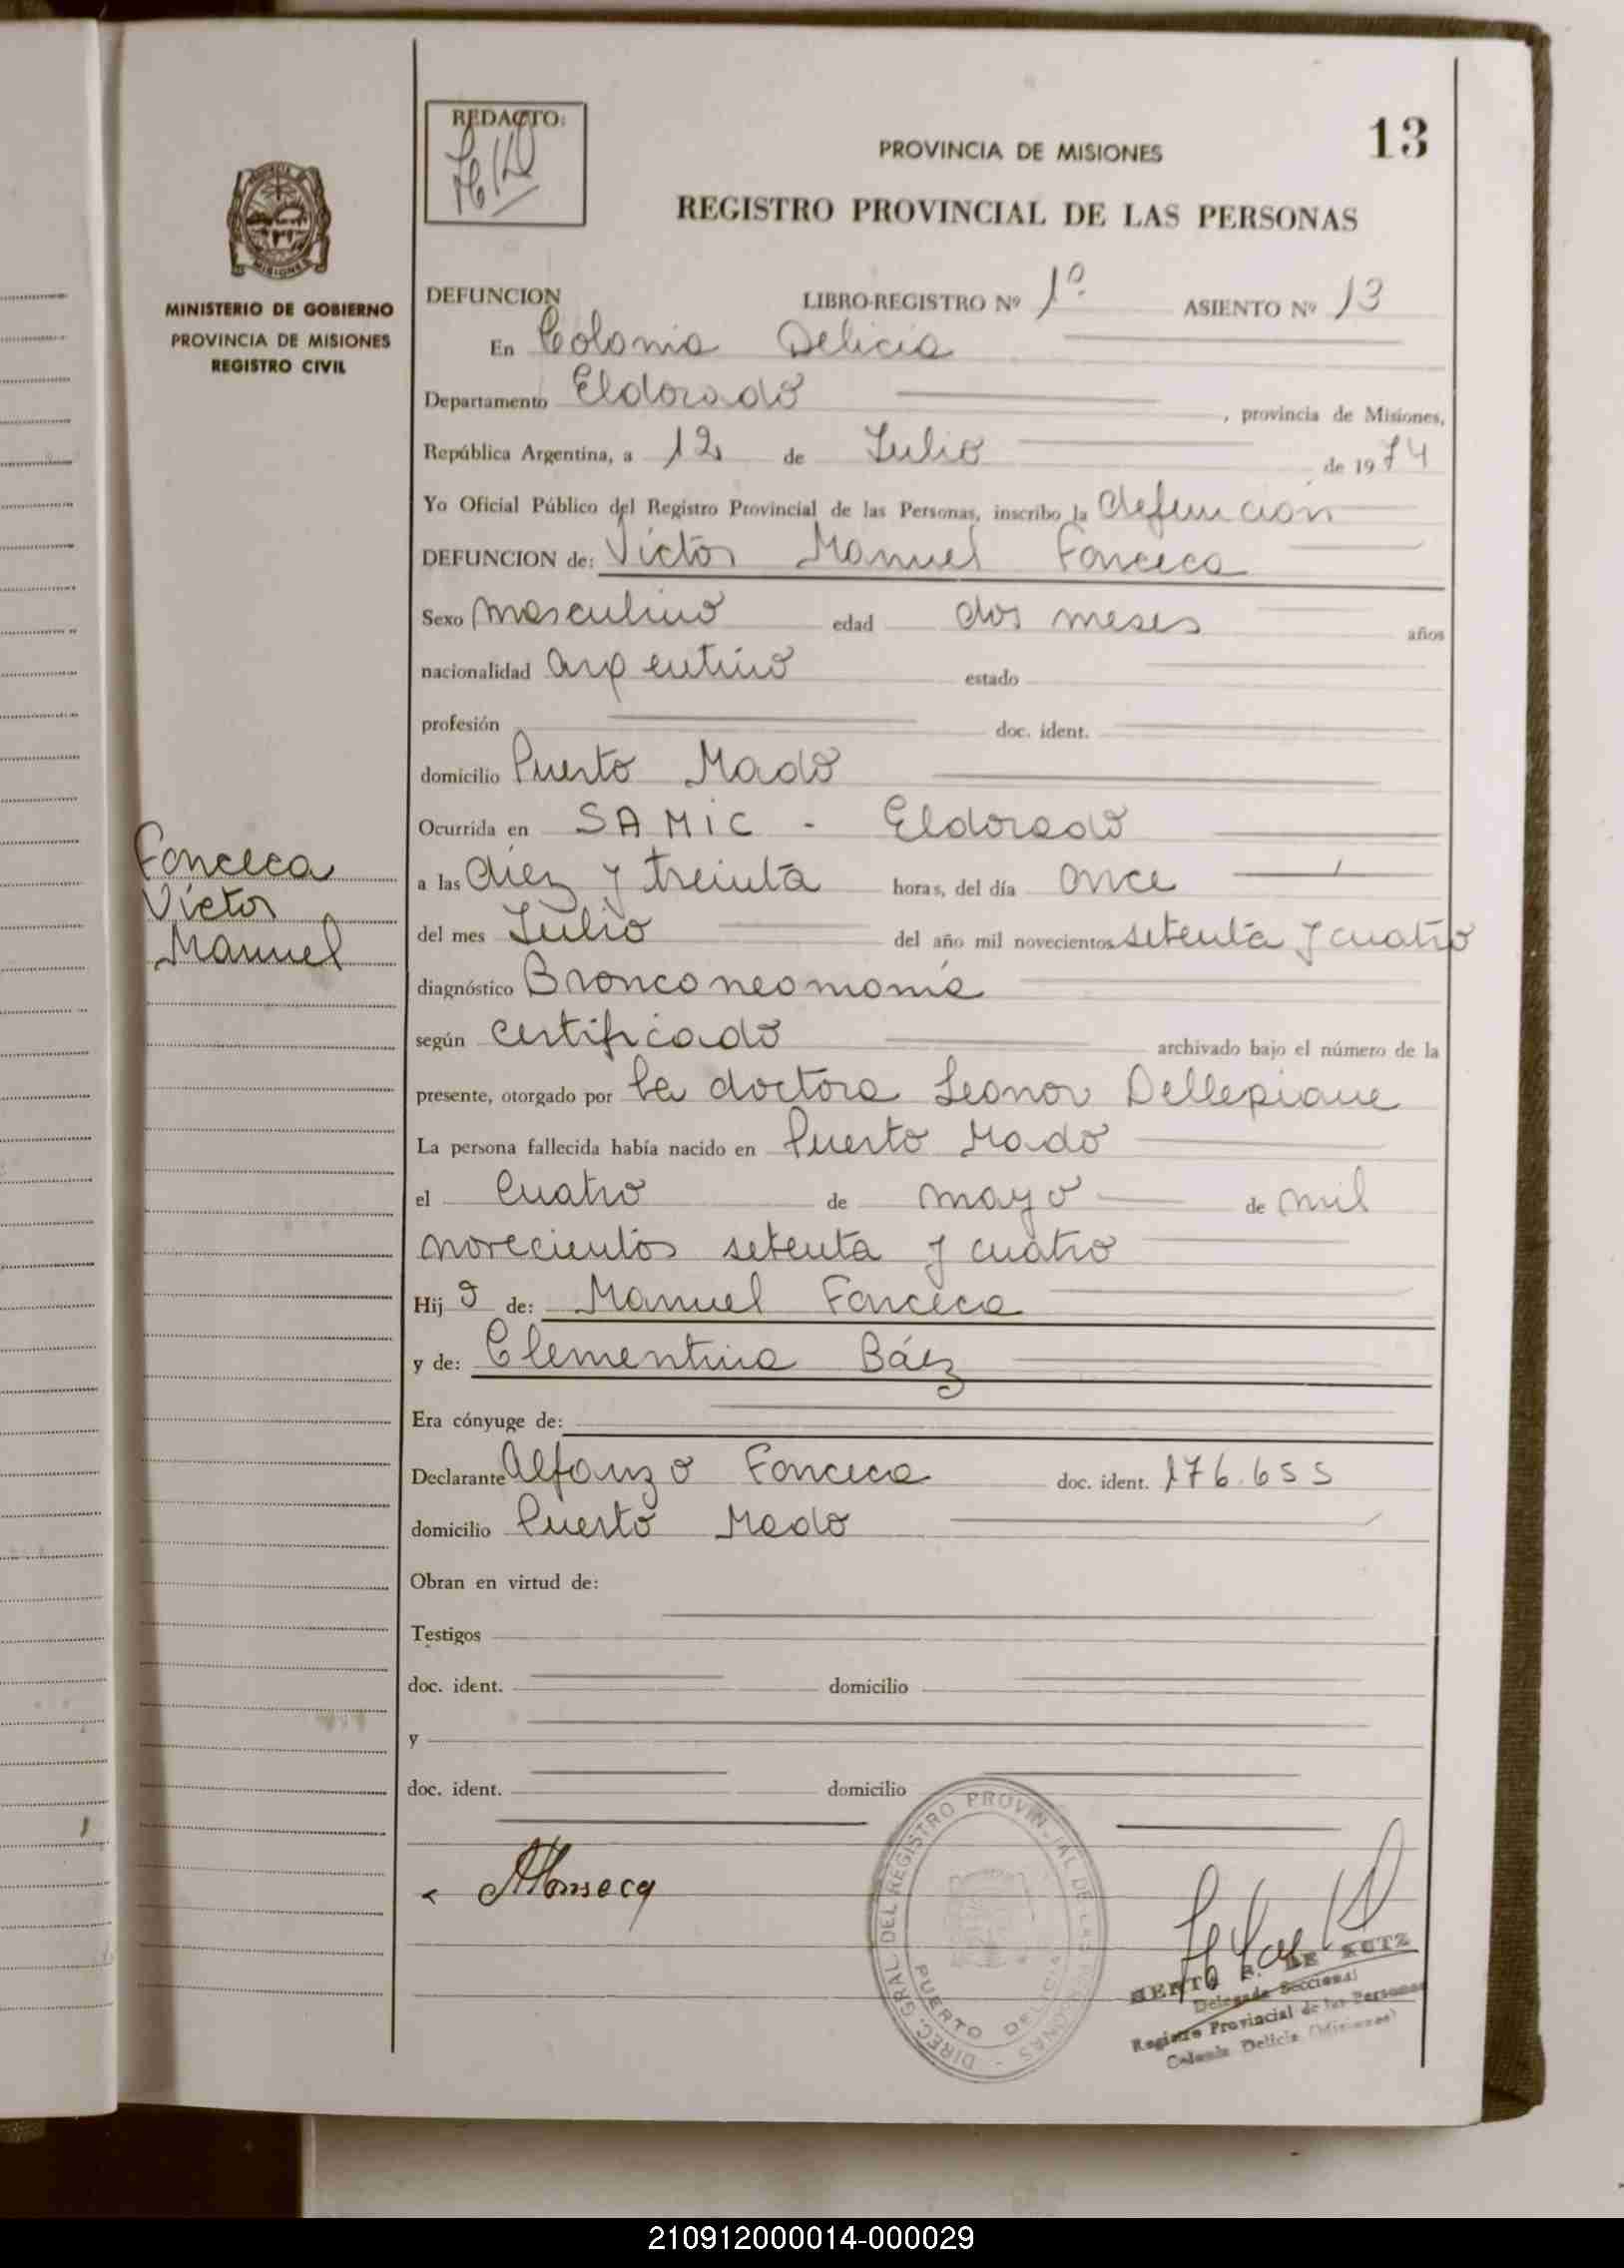 REDACTO:
13
PROVINCIA DE MISIONES
REGISTRO PROVINCIAL DE LAS PERSONAS
MISIONES
MINISTERIO DE GOBIERNO
PROVINCIA DE MISIONES
REGISTRO CIVIL
DEFUNCION LIBRO-REGISTRO Nº 1º ASIENTO Nº 13
En Colonia Delicia
Departamento Eldorado , provincia de Misiones,
República Argentina, a 12 de Julio de 1974
Yo Oficial Público del Registro Provincial de las Personas, inscribo la defuncion
DEFUNCION de: Victor Manuel Fonceca
Sexo masculino edad dos meses años
nacionalidad argentino estado
profesión doc. ident.
domicilio Puerto Mado
Ocurrida en SAMIC - Eldorado
Fonceca
Victor
Manuel
a las diez y treinta horas, del día once
del mes Julio del año mil novecientos setenta y cuatro
diagnóstico Bronconeomonia
según certificado archivado bajo el número de la
presente, otorgado por la doctora Leonor Dellepiane
La persona fallecida había nacido en Puerto Mado
el cuatro de mayo de mil
novecientos setenta y cuatro
Hijo de: Manuel Fonceca
y de: Clementina Báez
Era cónyuge de:
Declarante Alfonzo Fonceca doc. ident. 176.655
domicilio Puerto Mado
Obran en virtud de:
Testigos
doc. ident. domicilio
y
doc. ident. domicilio
DIREC. GRAL DEL REGISTRO PROVINCIAL DE LAS PERSONAS
PUERTO DELICIA
AFonseca
HERTA B. DE KUTZ
Delegada Seccional
Registro Provincial de las Personas
Colonia Delicia (Misiones)
210912000014-000029